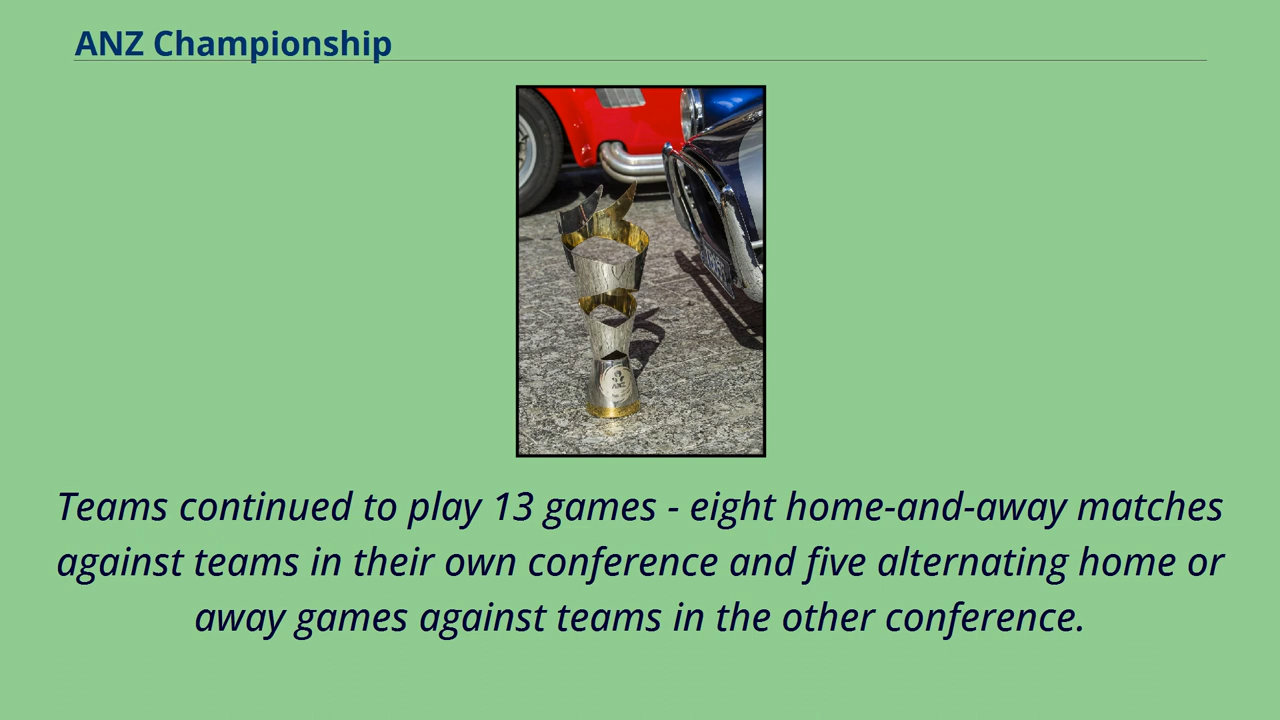 ANZ Championship
Teams continued to play 13 games - eight home-and-away matches
against teams in their own conference and five alternating home or
away games against teams in the other conference.